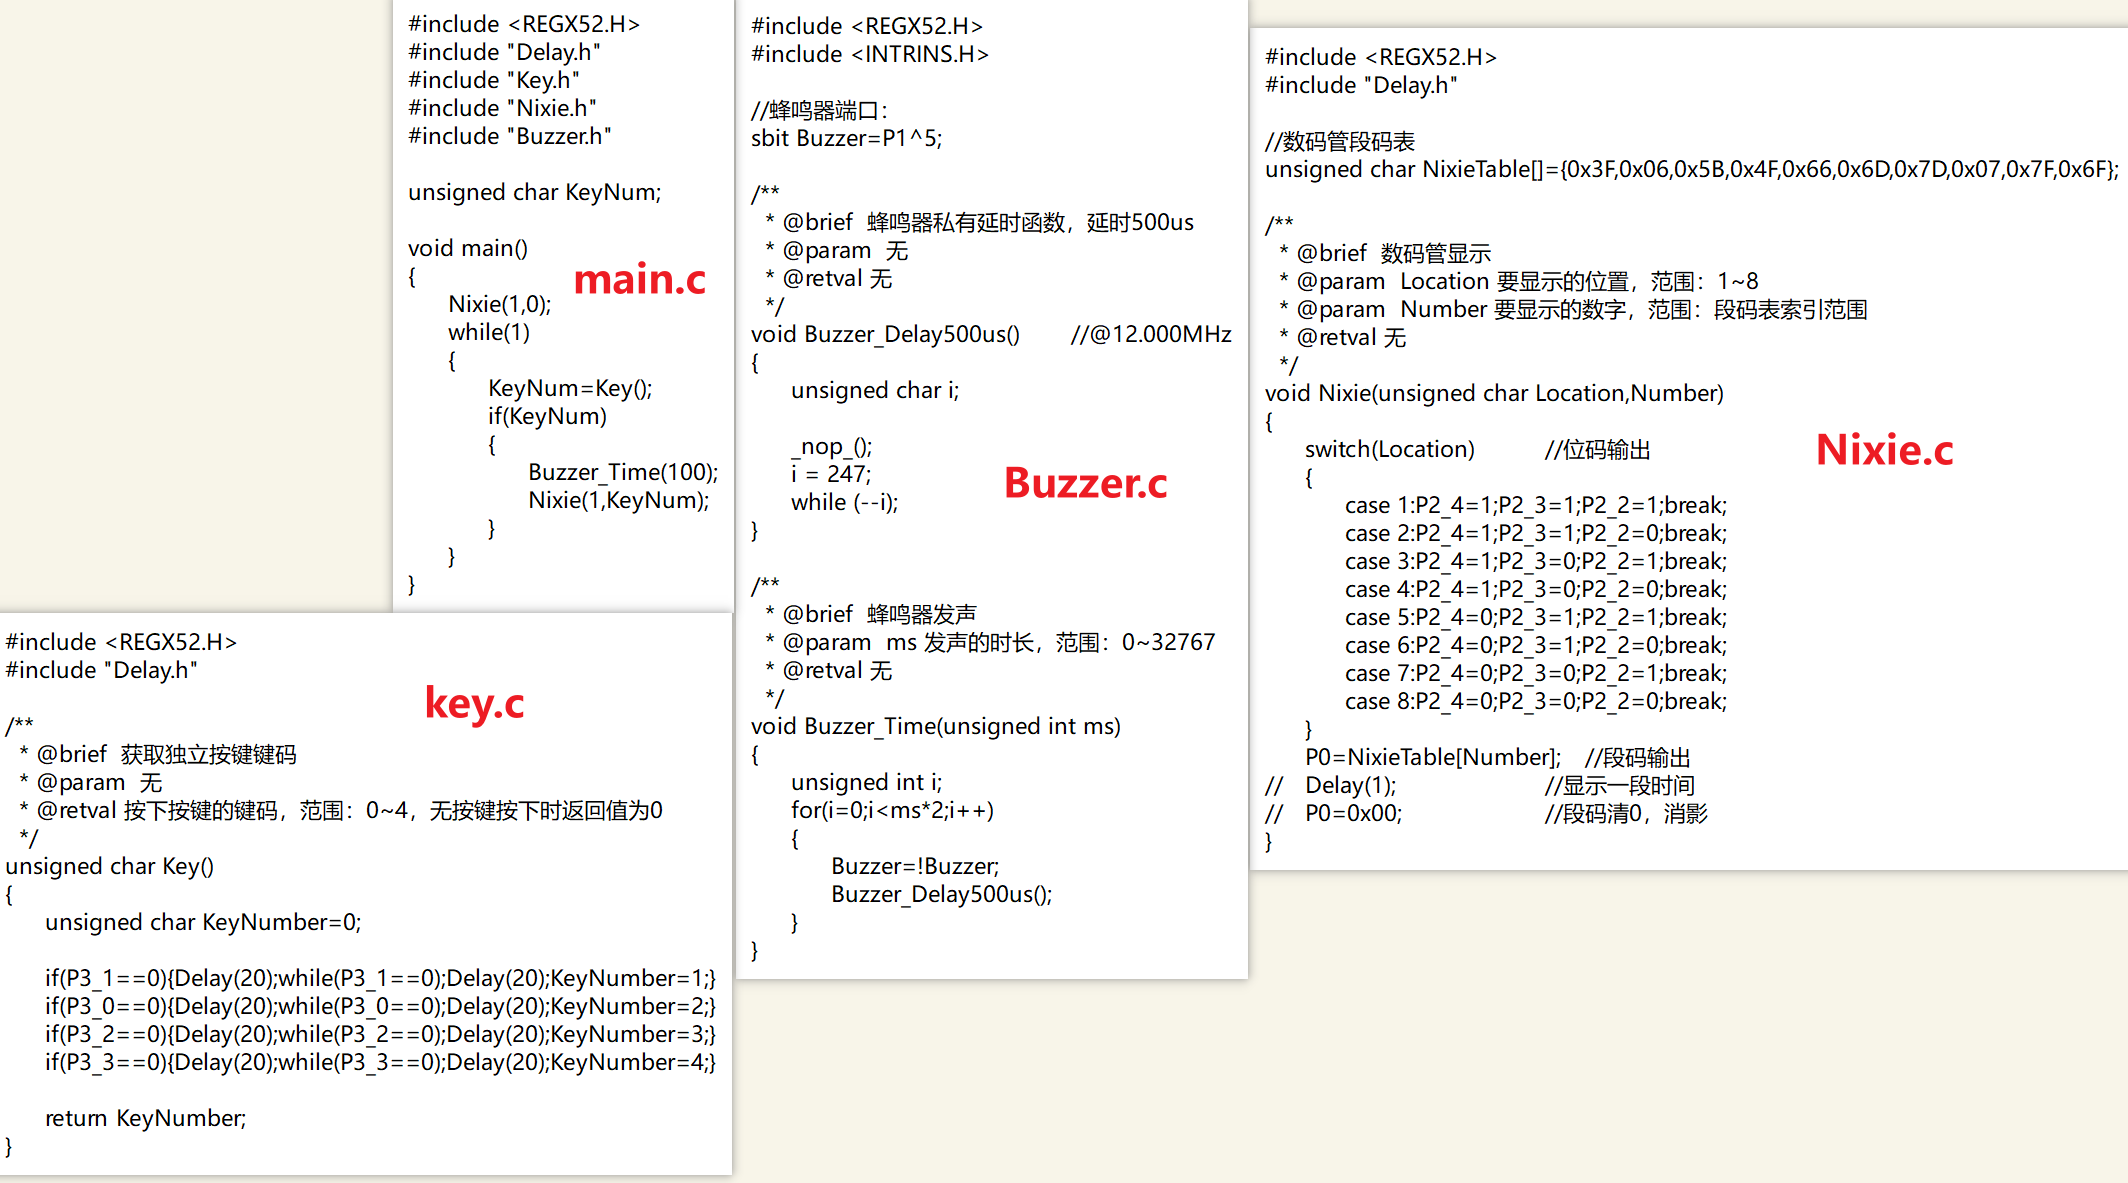 #include <REGX52.H>
#include "Delay.h"
#include "Key.h"
#include "Nixie.h"
#include "Buzzer.h"
unsigned char KeyNum;
void main()
{
Nixie(1,0);
while(1)
{
KeyNum=Key();
if(KeyNum)
{
Buzzer_Time(100);
Nixie(1,KeyNum);
}
}
}
main.c
#include <REGX52.H>
#include "Delay.h"
key.c
/**
* @brief 获取独立按键键码
* @param 无
* @retval 按下按键的键码，范围：0~4，无按键按下时返回值为0
*/
unsigned char Key()
{
unsigned char KeyNumber=0;
if(P3_1==0){Delay(20);while(P3_1==0);Delay(20);KeyNumber=1;}
if(P3_0==0){Delay(20);while(P3_0==0);Delay(20);KeyNumber=2;}
if(P3_2==0){Delay(20);while(P3_2==0);Delay(20);KeyNumber=3;}
if(P3_3==0){Delay(20);while(P3_3==0);Delay(20);KeyNumber=4;}
return KeyNumber;
}
#include <REGX52.H>
#include <INTRINS.H>
//蜂鸣器端口：
sbit Buzzer=P1^5;
/**
* @brief 蜂鸣器私有延时函数，延时500us
* @param 无
* @retval 无
*/
void Buzzer_Delay500us() //@12.000MHz
{
unsigned char i;
_nop_();
i = 247;
while (--i);
}
Buzzer.c
/**
* @brief 蜂鸣器发声
* @param ms 发声的时长，范围：0~32767
* @retval 无
*/
void Buzzer_Time(unsigned int ms)
{
unsigned int i;
for(i=0;i<ms*2;i++)
{
Buzzer=!Buzzer;
Buzzer_Delay500us();
}
}
#include <REGX52.H>
#include "Delay.h"
//数码管段码表
unsigned char NixieTable[]={0x3F,0x06,0x5B,0x4F,0x66,0x6D,0x7D,0x07,0x7F,0x6F};
/**
* @brief 数码管显示
* @param Location 要显示的位置，范围：1~8
* @param Number 要显示的数字，范围：段码表索引范围
* @retval 无
*/
void Nixie(unsigned char Location,Number)
{
switch(Location) //位码输出
{
case 1:P2_4=1;P2_3=1;P2_2=1;break;
case 2:P2_4=1;P2_3=1;P2_2=0;break;
case 3:P2_4=1;P2_3=0;P2_2=1;break;
case 4:P2_4=1;P2_3=0;P2_2=0;break;
case 5:P2_4=0;P2_3=1;P2_2=1;break;
case 6:P2_4=0;P2_3=1;P2_2=0;break;
case 7:P2_4=0;P2_3=0;P2_2=1;break;
case 8:P2_4=0;P2_3=0;P2_2=0;break;
}
P0=NixieTable[Number]; //段码输出
// Delay(1); //显示一段时间
// P0=0x00; //段码清0，消影
}
Nixie.c